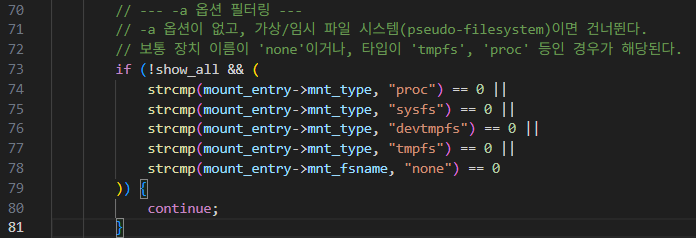 70 // --- -a 옵션 필터링 ---
71 // -a 옵션이 없고, 가상/임시 파일 시스템(pseudo-filesystem)이면 건너뛴다.
72 // 보통 장치 이름이 'none'이거나, 타입이 'tmpfs', 'proc' 등인 경우가 해당된다.
73 if (!show_all && (
74 strcmp(mount_entry->mnt_type, "proc") == 0 ||
75 strcmp(mount_entry->mnt_type, "sysfs") == 0 ||
76 strcmp(mount_entry->mnt_type, "devtmpfs") == 0 ||
77 strcmp(mount_entry->mnt_type, "tmpfs") == 0 ||
78 strcmp(mount_entry->mnt_fsname, "none") == 0
79 )) {
80 continue;
81 }